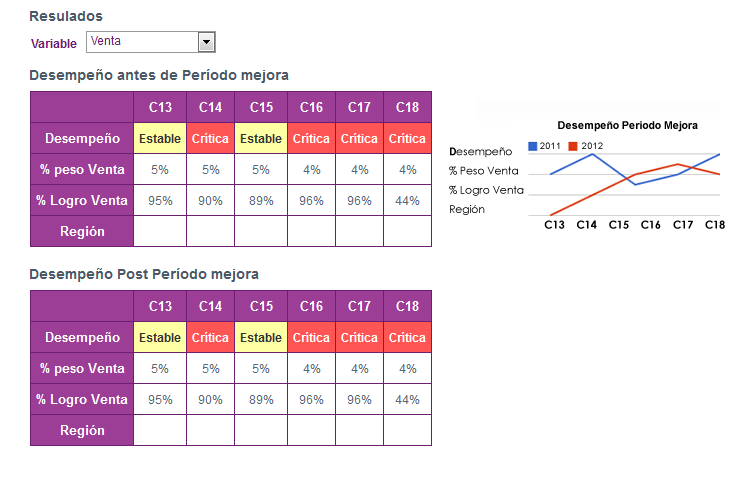 Resulados
Variable Venta
Desempeño antes de Período mejora
C13 C14 C15 C16 C17 C18
Desempeño Estable Crítica Estable Crítica Crítica Crítica
% peso Venta 5% 5% 5% 4% 4% 4%
% Logro Venta 95% 90% 89% 96% 96% 44%
Región
Desempeño Periodo Mejora
2011 2012
Desempeño
% Peso Venta
% Logro Venta
Región
C13 C14 C15 C16 C17 C18
Desempeño Post Período mejora
C13 C14 C15 C16 C17 C18
Desempeño Estable Crítica Estable Crítica Crítica Crítica
% peso Venta 5% 5% 5% 4% 4% 4%
% Logro Venta 95% 90% 89% 96% 96% 44%
Región